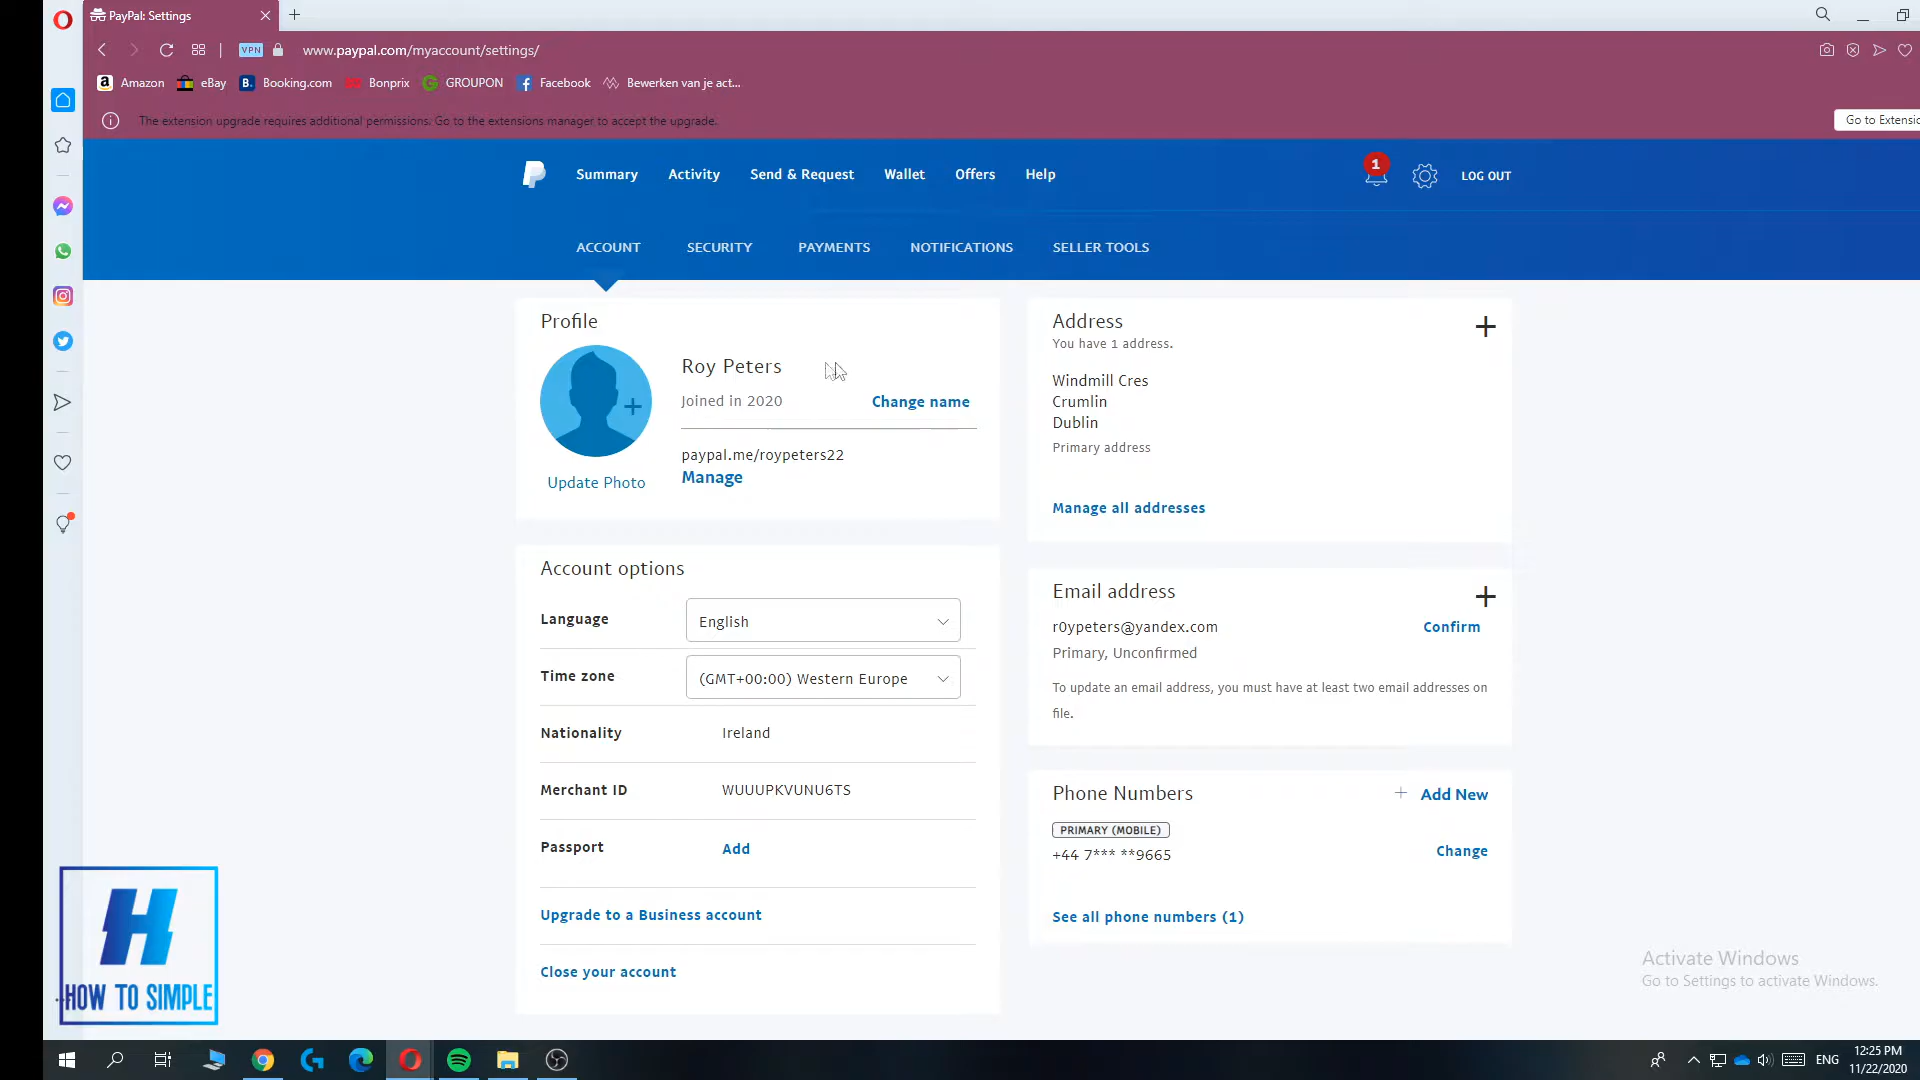 PayPal: Settings
VPN
www.paypal.com/myaccount/settings/
Amazon eBay Booking.com Bonprix GROUPON Facebook Bewerken van je act...
The extension upgrade requires additional permissions. Go to the extensions manager to accept the upgrade.
Go to Extensio
Summary Activity Send & Request Wallet Offers Help
1
LOG OUT
ACCOUNT SECURITY PAYMENTS NOTIFICATIONS SELLER TOOLS
Profile
Roy Peters
Joined in 2020
Change name
paypal.me/roypeters22
Manage
Update Photo
Account options
Language English
Time zone (GMT+00:00) Western Europe
Nationality Ireland
Merchant ID WUUUPKVUNU6TS
Passport Add
Upgrade to a Business account
Close your account
Address
You have 1 address.
Windmill Cres
Crumlin
Dublin
Primary address
Manage all addresses
Email address
r0ypeters@yandex.com Confirm
Primary, Unconfirmed
To update an email address, you must have at least two email addresses on
file.
Phone Numbers
+ Add New
PRIMARY (MOBILE)
+44 7*** **9665
Change
See all phone numbers (1)
Activate Windows
Go to Settings to activate Windows.
H
HOW TO SIMPLE
ENG
12:25 PM
11/22/2020